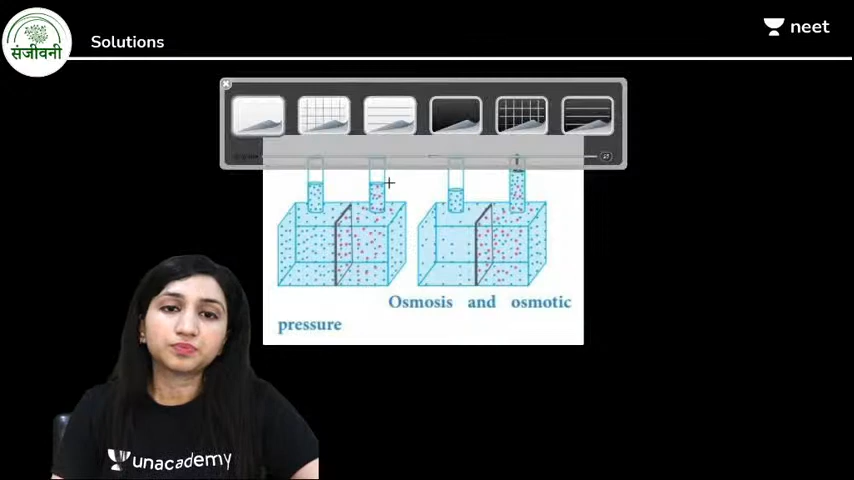 संजीवनी
Solutions
neet
Osmosis and osmotic
pressure
unacademy